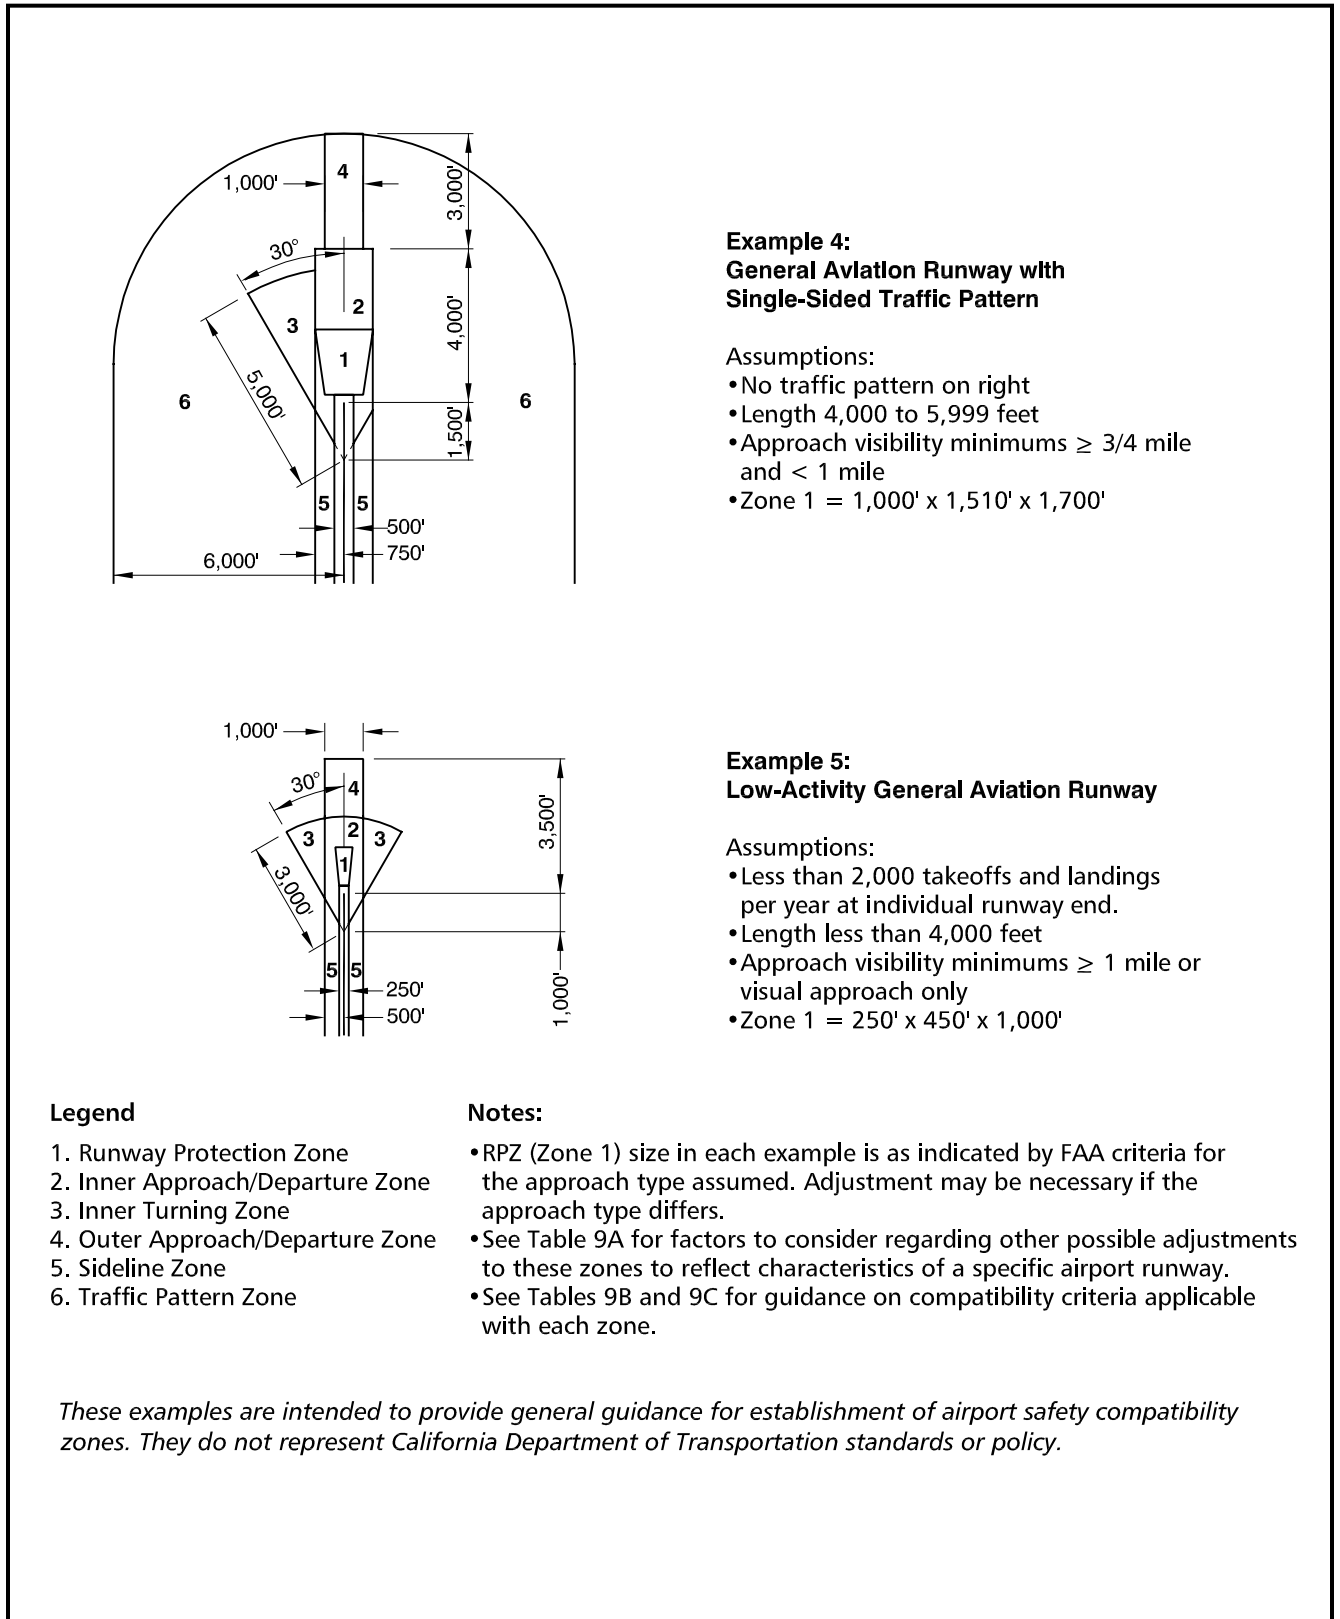 4
1,000'
3,000'
30°
2
3
4,000'
1
5,000'
6
6
1,500'
5
5
500'
750'
6,000'
Example 4:
General Aviation Runway with
Single-Sided Traffic Pattern
Assumptions:
•No traffic pattern on right
•Length 4,000 to 5,999 feet
•Approach visibility minimums ≥ 3/4 mile
and < 1 mile
•Zone 1 = 1,000' x 1,510' x 1,700'
1,000'
30°
4
3
2
3
3,500'
1
3,000'
5
5
250'
500'
1,000'
Example 5:
Low-Activity General Aviation Runway
Assumptions:
•Less than 2,000 takeoffs and landings
per year at individual runway end.
•Length less than 4,000 feet
•Approach visibility minimums ≥ 1 mile or
visual approach only
•Zone 1 = 250' x 450' x 1,000'
Legend
1. Runway Protection Zone
2. Inner Approach/Departure Zone
3. Inner Turning Zone
4. Outer Approach/Departure Zone
5. Sideline Zone
6. Traffic Pattern Zone
Notes:
•RPZ (Zone 1) size in each example is as indicated by FAA criteria for
the approach type assumed. Adjustment may be necessary if the
approach type differs.
•See Table 9A for factors to consider regarding other possible adjustments
to these zones to reflect characteristics of a specific airport runway.
•See Tables 9B and 9C for guidance on compatibility criteria applicable
with each zone.
These examples are intended to provide general guidance for establishment of airport safety compatibility
zones. They do not represent California Department of Transportation standards or policy.